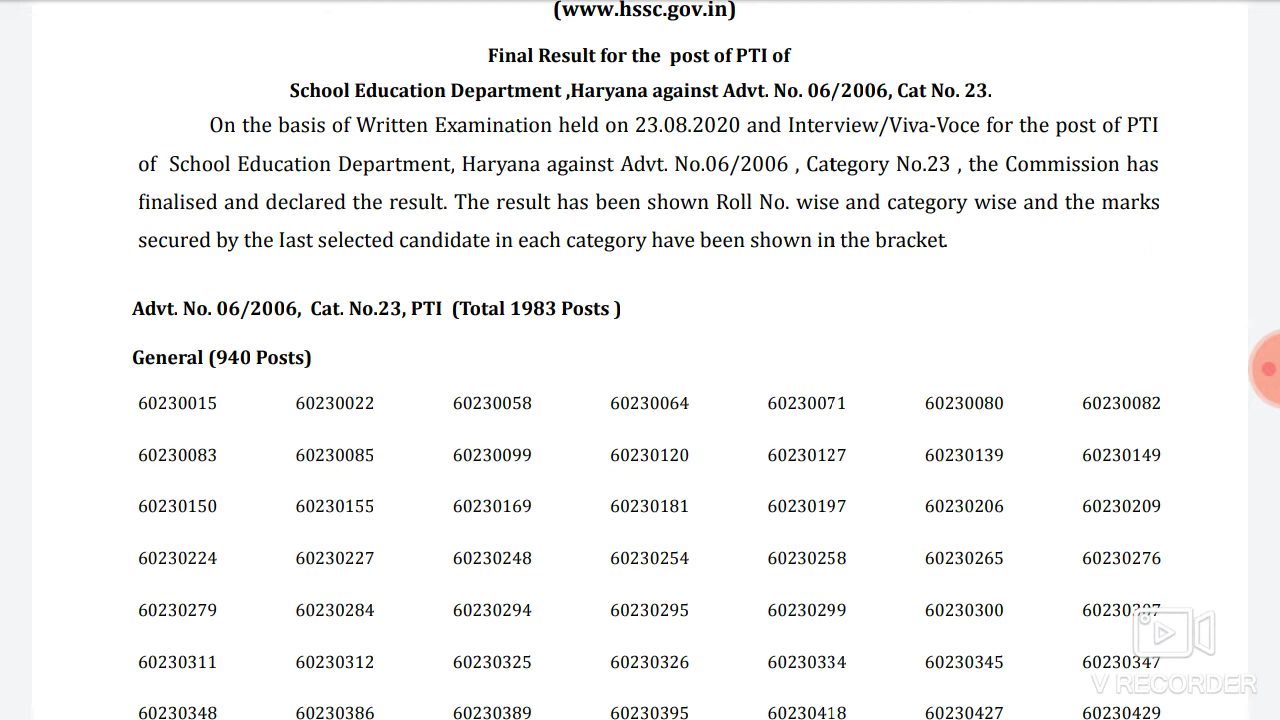 (www.hssc.gov.in)
Final Result for the post of PTI of
School Education Department ,Haryana against Advt. No. 06/2006, Cat No. 23.
On the basis of Written Examination held on 23.08.2020 and Interview/Viva-Voce for the post of PTI
of School Education Department, Haryana against Advt. No.06/2006 , Category No.23 , the Commission has
finalised and declared the result. The result has been shown Roll No. wise and category wise and the marks
secured by the Iast selected candidate in each category have been shown in the bracket.
Advt. No. 06/2006, Cat. No.23, PTI (Total 1983 Posts )
General (940 Posts)
60230015 60230022 60230058 60230064 60230071 60230080 60230082
60230083 60230085 60230099 60230120 60230127 60230139 60230149
60230150 60230155 60230169 60230181 60230197 60230206 60230209
60230224 60230227 60230248 60230254 60230258 60230265 60230276
60230279 60230284 60230294 60230295 60230299 60230300
60230311 60230312 60230325 60230326 60230334 60230345 60230347
60230348 60230386 60230389 60230395 60230418 60230427 60230429
V RECORDER